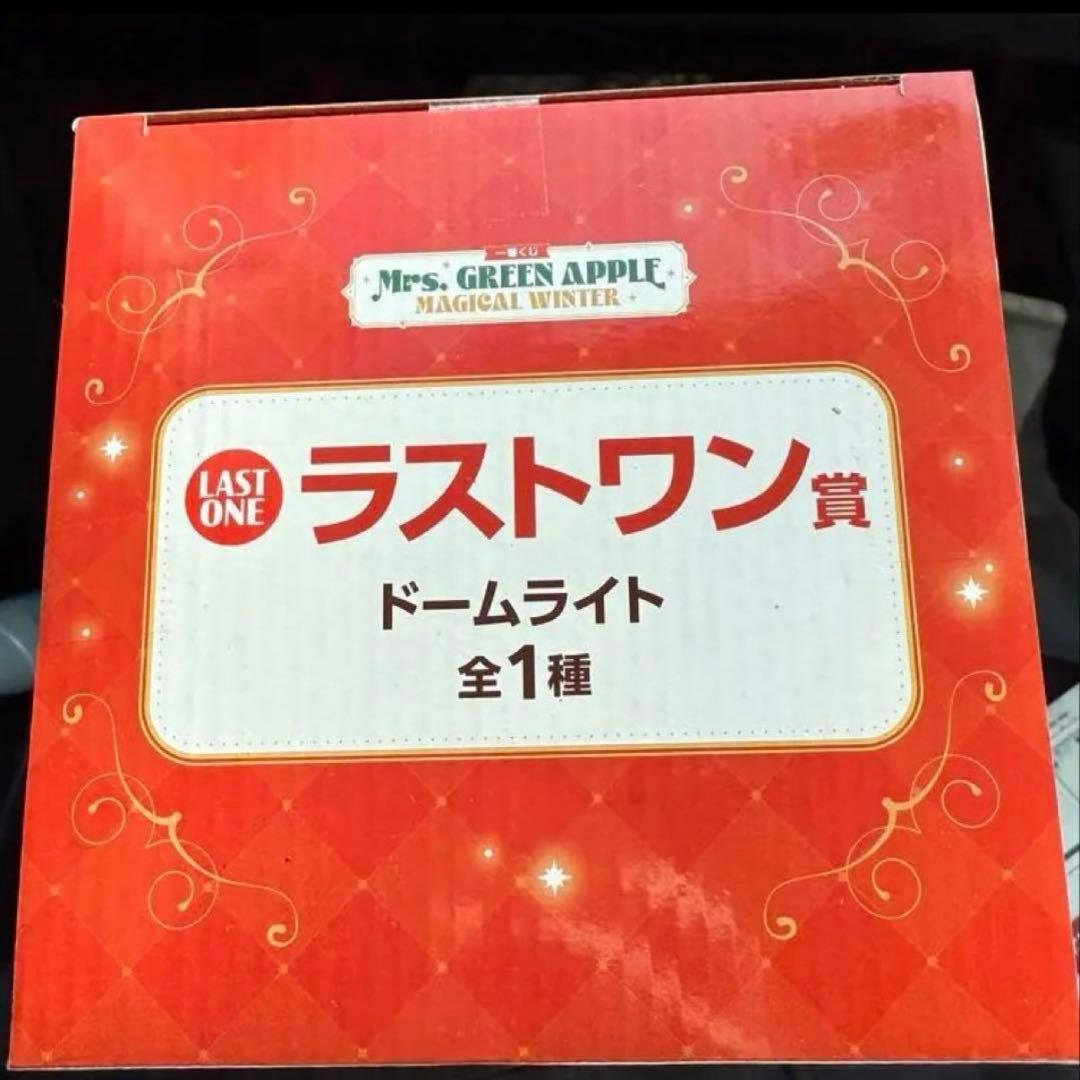 一番くじ
Mrs. GREEN APPLE
MAGICAL WINTER
LAST
ONE
ラストワン賞
ドームライト
全1種